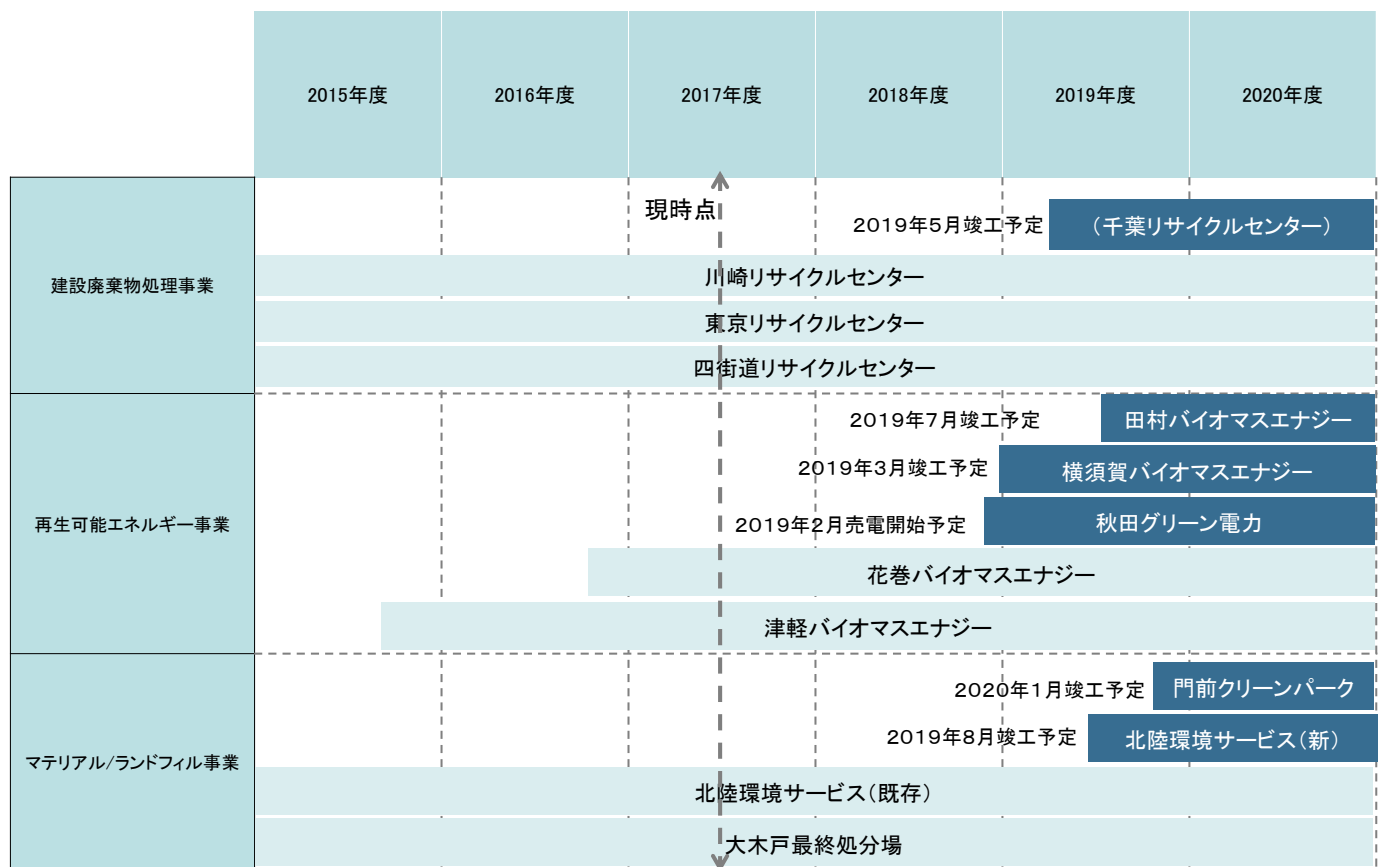 2015年度
2016年度
2017年度
2018年度
2019年度
2020年度
現時点
2019年5月竣工予定
（千葉リサイクルセンター）
建設廃棄物処理事業
川崎リサイクルセンター
東京リサイクルセンター
四街道リサイクルセンター
2019年7月竣工予定
田村バイオマスエナジー
2019年3月竣工予定
横須賀バイオマスエナジー
再生可能エネルギー事業
2019年2月売電開始予定
秋田グリーン電力
花巻バイオマスエナジー
津軽バイオマスエナジー
2020年1月竣工予定
門前クリーンパーク
2019年8月竣工予定
北陸環境サービス（新）
マテリアル/ランドフィル事業
北陸環境サービス（既存）
大木戸最終処分場